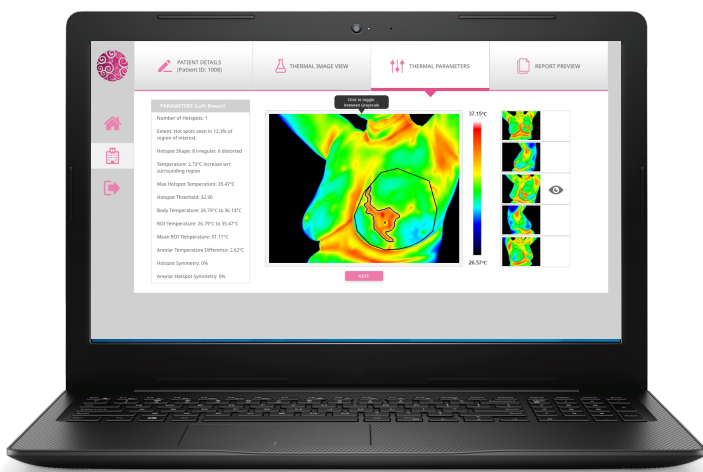 PATIENT DETAILS
(Patient ID: 1008)
THERMAL IMAGE VIEW
THERMAL PARAMETERS
REPORT PREVIEW
PARAMETERS (Left Breast)
Number of Hotspots: 1
Extent: Hot spots seen in 12.3% of
region of interest.
Hotspot Shape: 8 irregular, 6 distorted
Temperature: 2.73°C increase wrt
surrounding region
Max Hotspot Temperature: 35.47°C
Hotspot Threshold: 32.90
Body Temperature: 26.79°C to 36.14°C
ROI Temperature: 26.79°C to 35.47°C
Mean ROI Temperature: 31.11°C
Areolar Temperature Difference: 2.62°C
Hotspot Symmetry: 0%
Areolar Hotspot Symmetry: 0%
Click to toggle
between Grayscale
37.15°C
26.57°C
NEXT